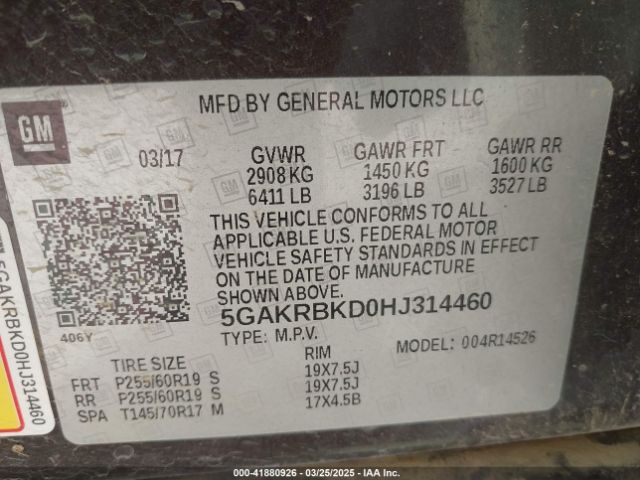 GM
MFD BY GENERAL MOTORS LLC
03/17
GVWR GAWR FRT GAWR RR
2908 KG 1450 KG 1600 KG
6411 LB 3196 LB 3527 LB
THIS VEHICLE CONFORMS TO ALL
APPLICABLE U.S. FEDERAL MOTOR
VEHICLE SAFETY STANDARDS IN EFFECT
ON THE DATE OF MANUFACTURE
SHOWN ABOVE.
5GAKRBKD0HJ314460
406Y
TYPE: M.P.V. MODEL: 004R14526
TIRE SIZE RIM
FRT P255/60R19 S 19X7.5J
RR P255/60R19 S 19X7.5J
SPA T145/70R17 M 17X4.5B
5GAKRBKD0HJ314460
000-41880926 - 03/25/2025 - IAA Inc.